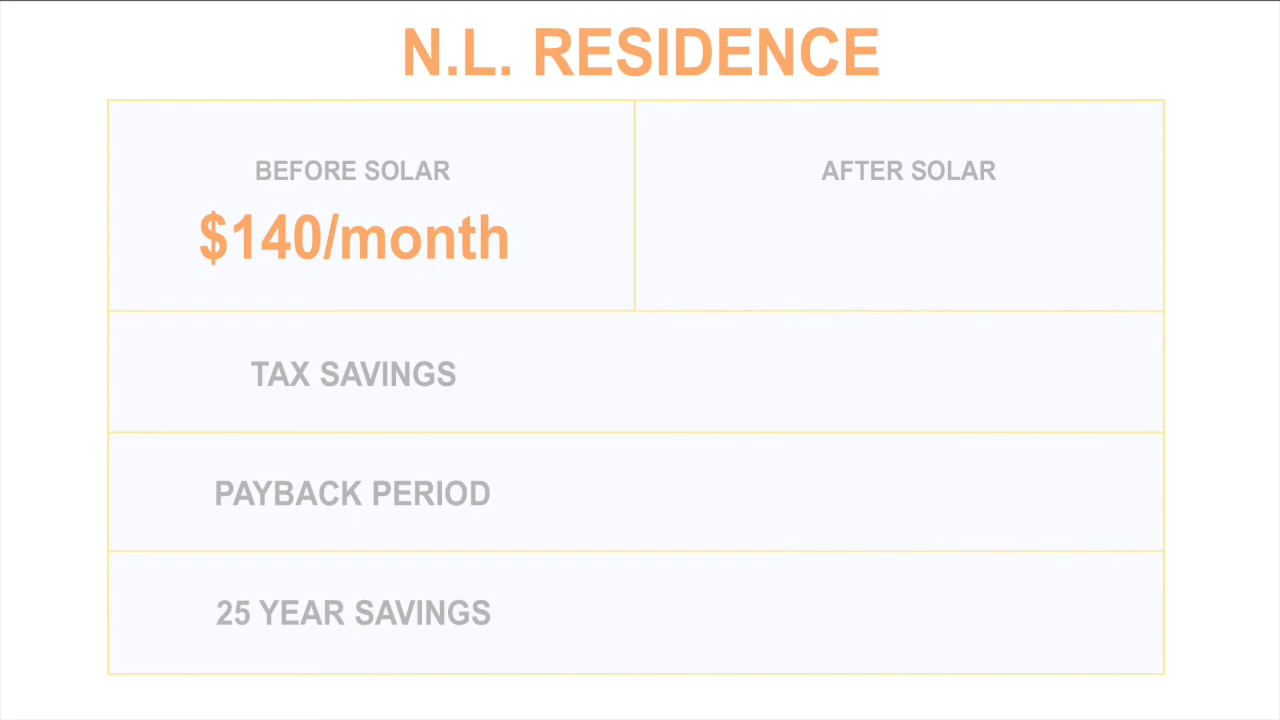 N.L. RESIDENCE
BEFORE SOLAR
$140/month
AFTER SOLAR
TAX SAVINGS
PAYBACK PERIOD
25 YEAR SAVINGS